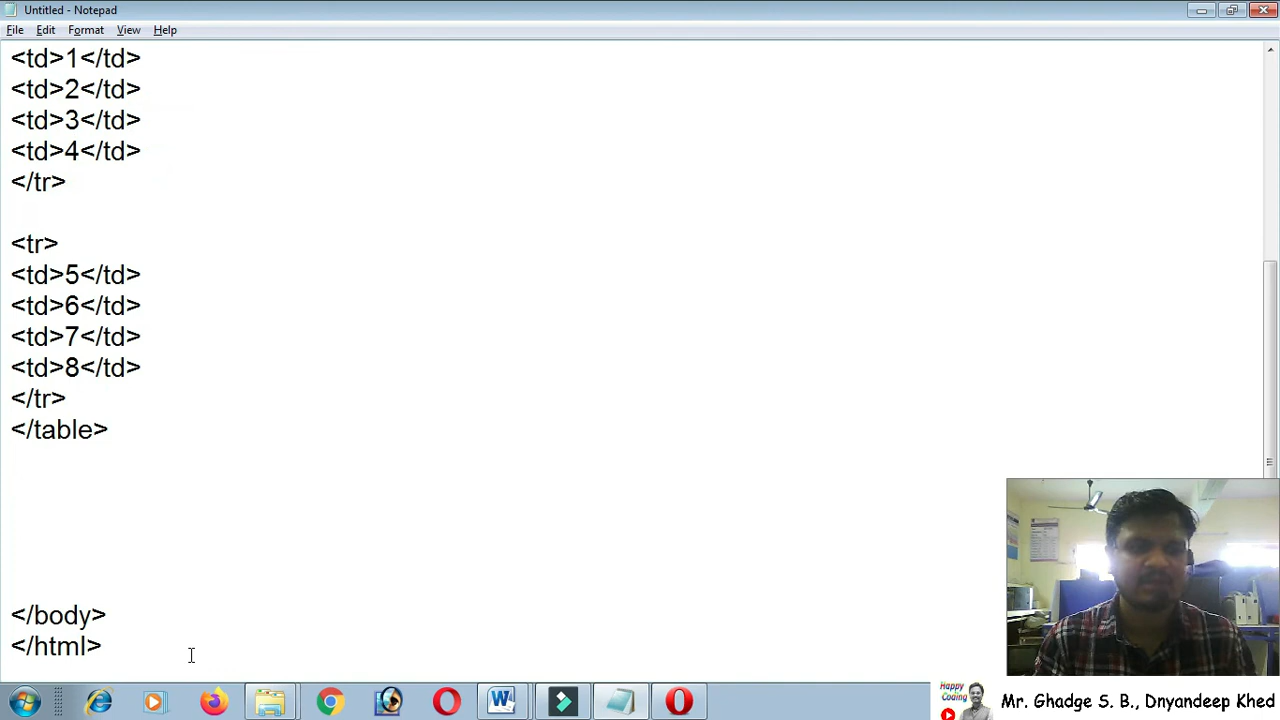 Untitled - Notepad
File Edit Format View Help
<td>1</td>
<td>2</td>
<td>3</td>
<td>4</td>
</tr>
<tr>
<td>5</td>
<td>6</td>
<td>7</td>
<td>8</td>
</tr>
</table>
</body>
</html>
Happy
Coding
Mr. Ghadge S. B., Dnyandeep Khed